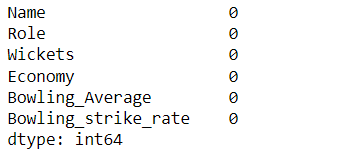 Name 0
Role 0
Wickets 0
Economy 0
Bowling_Average 0
Bowling_strike_rate 0
dtype: int64